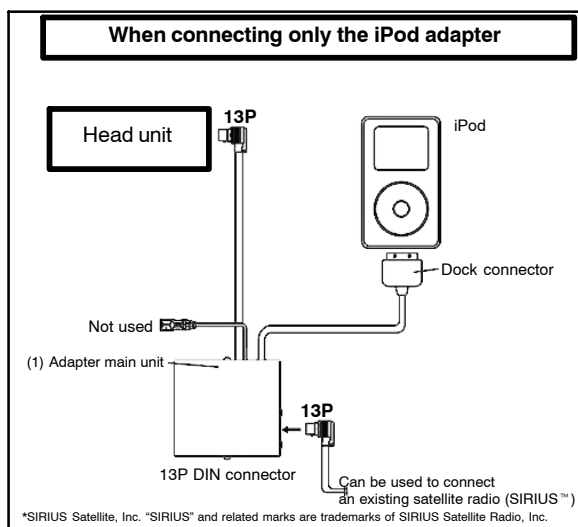 When connecting only the iPod adapter
Head unit
13P
iPod
Dock connector
Not used
(1) Adapter main unit
13P
13P DIN connector
Can be used to connect
an existing satellite radio (SIRIUS™)
*SIRIUS Satellite, Inc. “SIRIUS” and related marks are trademarks of SIRIUS Satellite Radio, Inc.